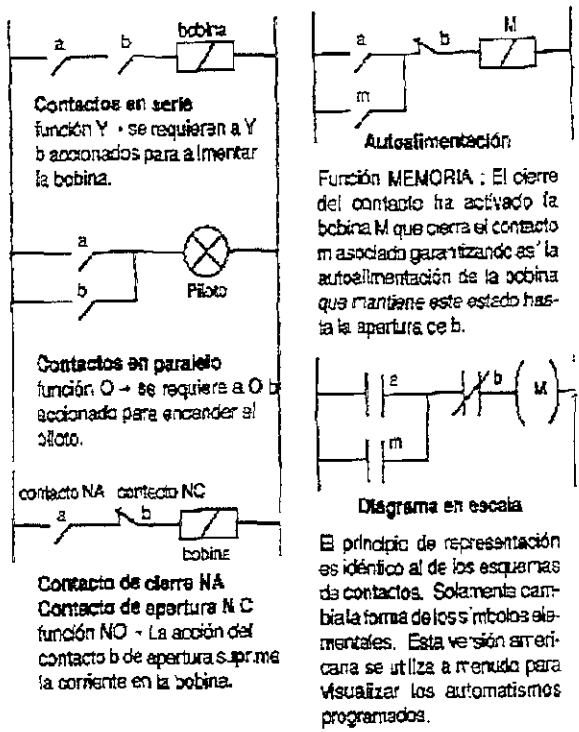 a b bobina
Contactos en serie
función Y → se requieran a Y
b accionados para alimentar
la bobina.
a
b
Piloto
Contactos en paralelo
función O → se requiere a O b
accionado para encender el
piloto.
contacto NA contacto NC
a b
bobina
Contacto de cierre NA
Contacto de apertura N C
función NO - La acción del
contacto b de apertura suprime
la corriente en la bobina.
a b M
m
Autoalimentación
Función MEMORIA : El cierre
del contacto ha activado la
bobina M que cierra el contacto
m asociado garantizando as' la
autoalimentación de la bobina
que mantiene este estado has-
ta la apertura de b.
a b M
m
Diagrama en escala
El principio de representación
es idéntico al de los esquemas
de contactos. Solamente cam-
bia la forma de los símbolos ele-
mentales. Esta versión ameri-
cana se utiliza a menudo para
visualizar los automatismos
programados.